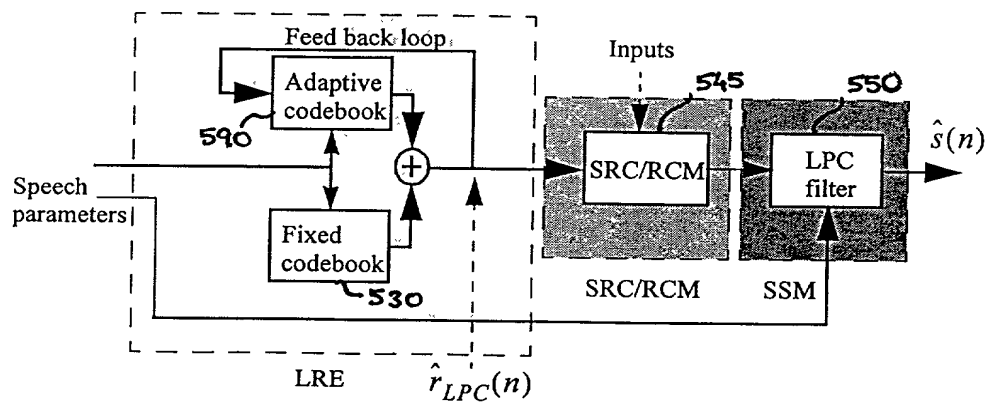 Feed back loop
Adaptive
codebook
590
Fixed
codebook
530
Speech
parameters
+
LRE
r̂_LPC(n)
Inputs
545
SRC/RCM
SRC/RCM
550
LPC
filter
SSM
ŝ(n)